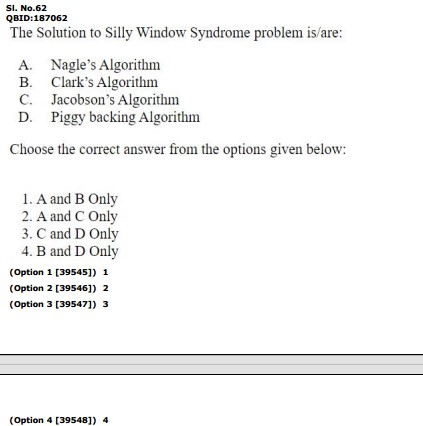 Sl. No.62
QBID:187062
The Solution to Silly Window Syndrome problem is/are:
A. Nagle's Algorithm
B. Clark's Algorithm
C. Jacobson's Algorithm
D. Piggy backing Algorithm
Choose the correct answer from the options given below:
1. A and B Only
2. A and C Only
3. C and D Only
4. B and D Only
(Option 1 [39545]) 1
(Option 2 [39546]) 2
(Option 3 [39547]) 3
(Option 4 [39548]) 4